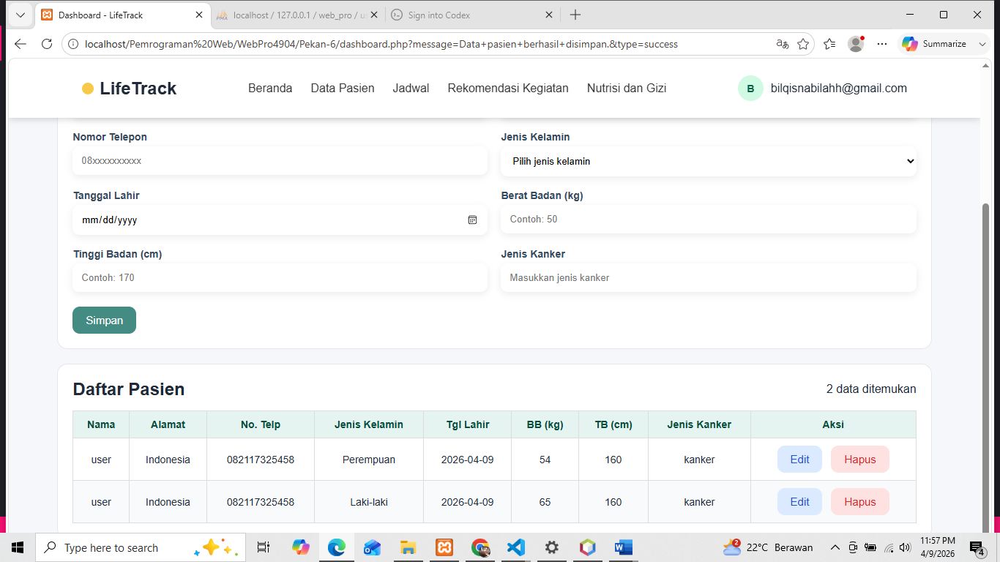 Dashboard - LifeTrack
localhost / 127.0.0.1 / web_pro / us
Sign into Codex
localhost/Pemrograman%20Web/WebPro4904/Pekan-6/dashboard.php?message=Data+pasien+berhasil+disimpan.&type=success
Summarize
LifeTrack
Beranda Data Pasien Jadwal Rekomendasi Kegiatan Nutrisi dan Gizi
B bilqisnabilahh@gmail.com
Nomor Telepon Jenis Kelamin
08xxxxxxxxxx Pilih jenis kelamin
Tanggal Lahir Berat Badan (kg)
mm/dd/yyyy Contoh: 50
Tinggi Badan (cm) Jenis Kanker
Contoh: 170 Masukkan jenis kanker
Simpan
Daftar Pasien 2 data ditemukan
Nama Alamat No. Telp Jenis Kelamin Tgl Lahir BB (kg) TB (cm) Jenis Kanker Aksi
user Indonesia 082117325458 Perempuan 2026-04-09 54 160 kanker Edit Hapus
user Indonesia 082117325458 Laki-laki 2026-04-09 65 160 kanker Edit Hapus
Type here to search
2
22°C Berawan
11:57 PM
4/9/2026
4